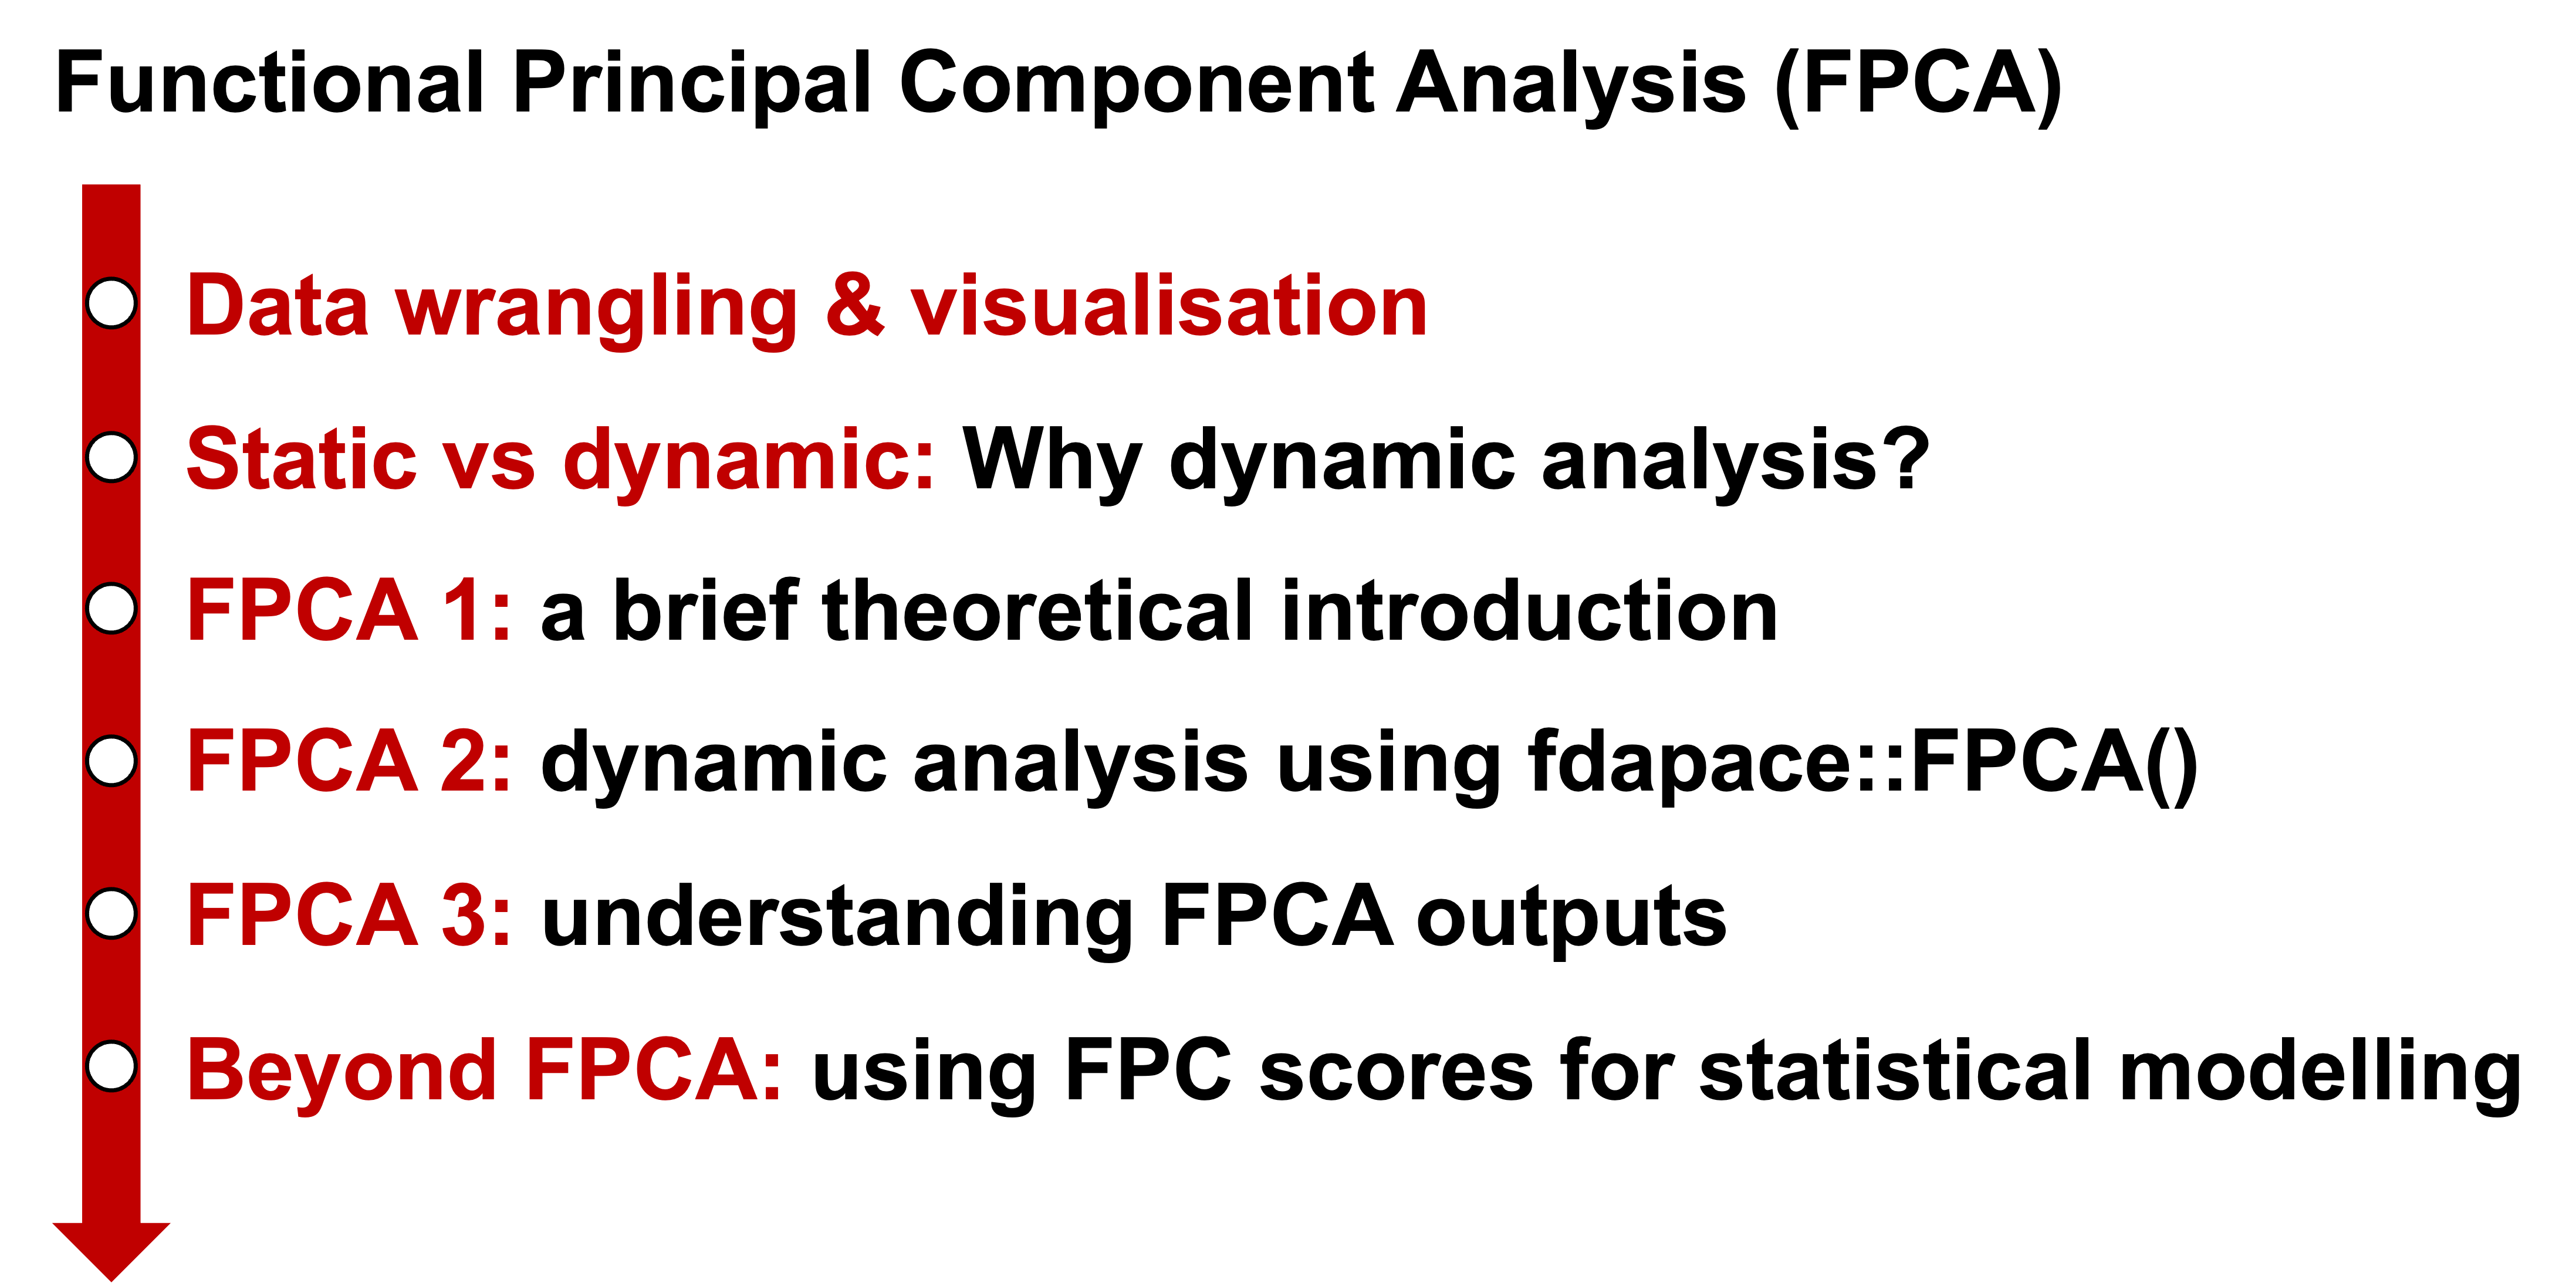 Functional Principal Component Analysis (FPCA)
Data wrangling & visualisation
Static vs dynamic: Why dynamic analysis?
FPCA 1: a brief theoretical introduction
FPCA 2: dynamic analysis using fdapace::FPCA()
FPCA 3: understanding FPCA outputs
Beyond FPCA: using FPC scores for statistical modelling